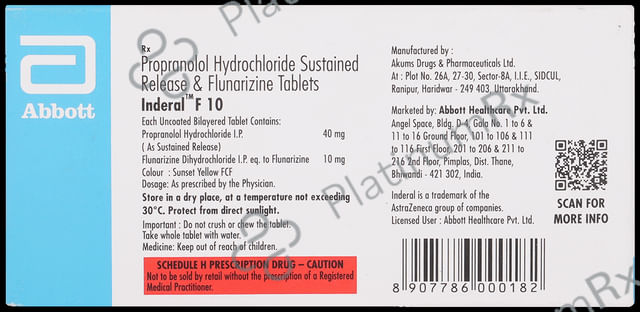 Abbott
Rx
Propranolol Hydrochloride Sustained
Release & Flunarizine Tablets
Inderal™ F 10
Each Uncoated Bilayered Tablet Contains:
Propranolol Hydrochloride I.P. 40 mg
( As Sustained Release)
Flunarizine Dihydrochloride I.P. eq. to Flunarizine 10 mg
Colour : Sunset Yellow FCF
Dosage: As prescribed by the Physician.
Store in a dry place, at a temperature not exceeding
30°C. Protect from direct sunlight.
Important : Do not crush or chew the tablet.
Take whole tablet with water.
Medicine: Keep out of reach of children.
SCHEDULE H PRESCRIPTION DRUG – CAUTION
Not to be sold by retail without the prescription of a Registered
Medical Practitioner.
Manufactured by :
Akums Drugs & Pharmaceuticals Ltd.
At : Plot No. 26A, 27-30, Sector-8A, I.I.E., SIDCUL,
Ranipur, Haridwar - 249 403, Uttarakhand.
Marketed by: Abbott Healthcare Pvt. Ltd.
Angel Space, Bldg. D-4, Gala No. 1 to 6 &
11 to 16 Ground Floor, 101 to 106 & 111
to 116 First Floor, 201 to 206 & 211 to
216 2nd Floor, Pimplas, Dist. Thane,
Bhiwandi - 421 302, India.
Inderal is a trademark of the
AstraZeneca group of companies.
Licensed User : Abbott Healthcare Pvt. Ltd.
SCAN FOR
MORE INFO
8 907786 000182
PlatinumRx
PlatinumRx